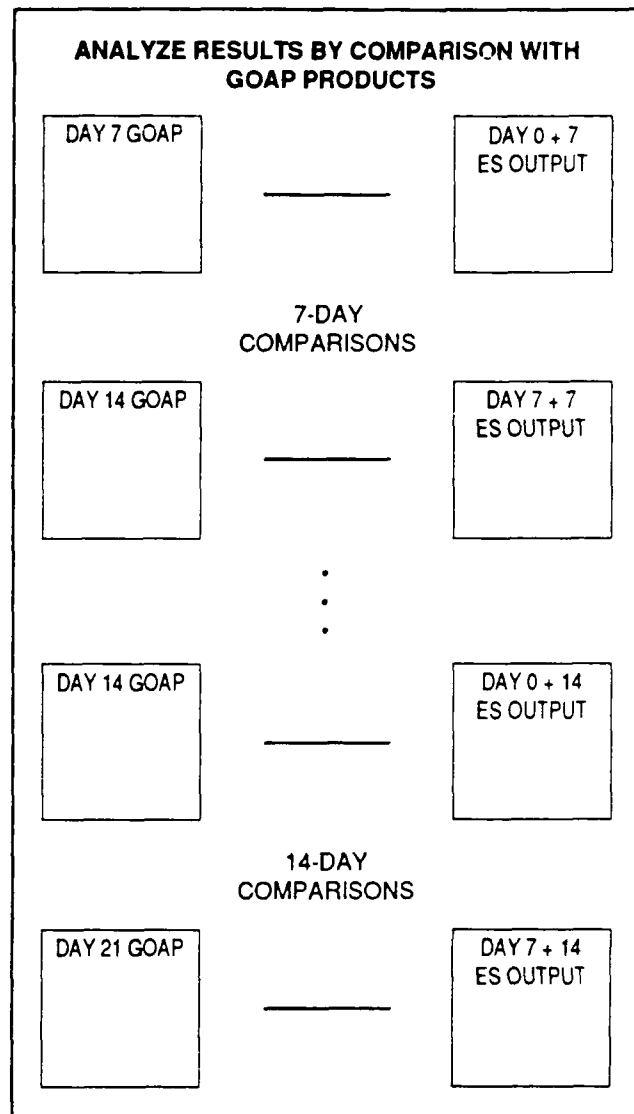 ANALYZE RESULTS BY COMPARISON WITH
GOAP PRODUCTS
DAY 7 GOAP
DAY 0 + 7
ES OUTPUT
7-DAY
COMPARISONS
DAY 14 GOAP
DAY 7 + 7
ES OUTPUT
DAY 14 GOAP
DAY 0 + 14
ES OUTPUT
14-DAY
COMPARISONS
DAY 21 GOAP
DAY 7 + 14
ES OUTPUT